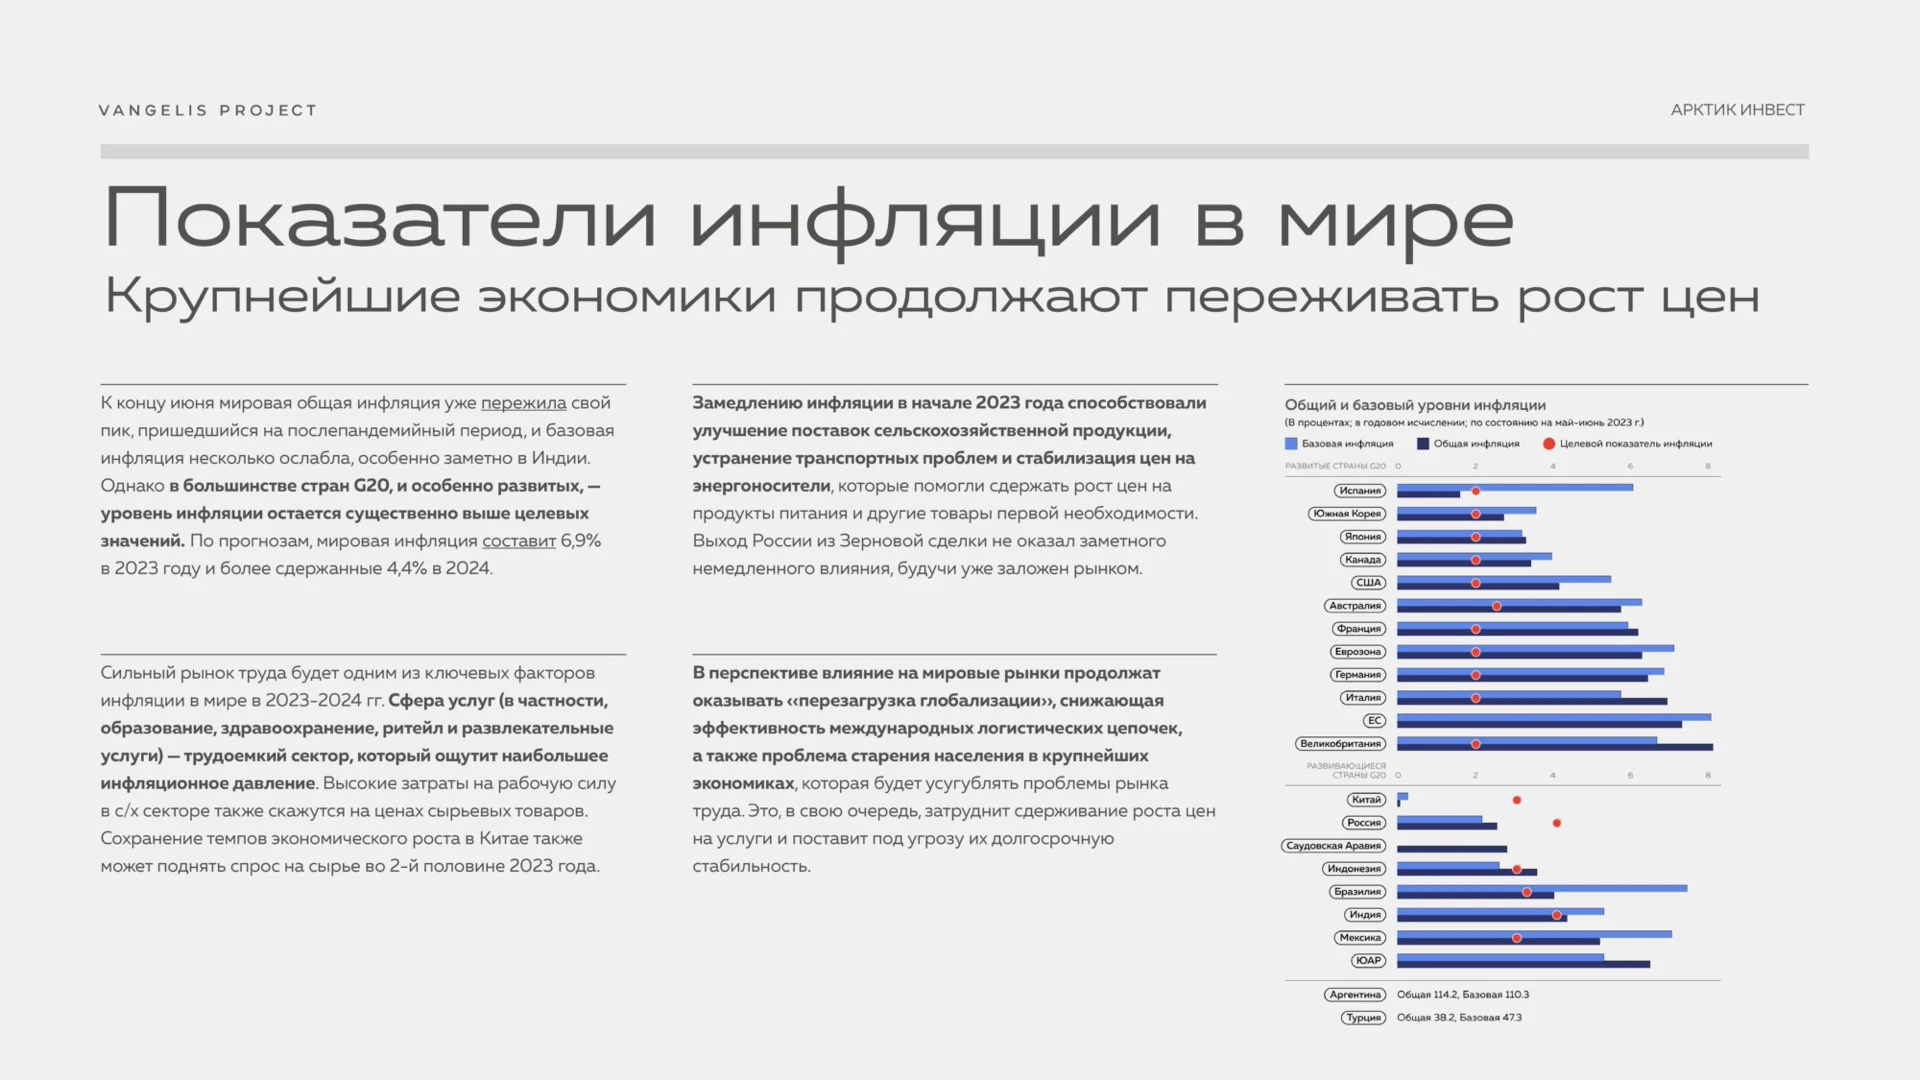 VANGELIS PROJECT
АРКТИК ИНВЕСТ
Показатели инфляции в мире
Крупнейшие экономики продолжают переживать рост цен
К концу июня мировая общая инфляция уже пережила свой
пик, пришедшийся на послепандемийный период, и базовая
инфляция несколько ослабла, особенно заметно в Индии.
Однако в большинстве стран G20, и особенно развитых, —
уровень инфляции остается существенно выше целевых
значений. По прогнозам, мировая инфляция составит 6,9%
в 2023 году и более сдержанные 4,4% в 2024.
Замедлению инфляции в начале 2023 года способствовали
улучшение поставок сельскохозяйственной продукции,
устранение транспортных проблем и стабилизация цен на
энергоносители, которые помогли сдержать рост цен на
продукты питания и другие товары первой необходимости.
Выход России из Зерновой сделки не оказал заметного
немедленного влияния, будучи уже заложен рынком.
Сильный рынок труда будет одним из ключевых факторов
инфляции в мире в 2023-2024 гг. Сфера услуг (в частности,
образование, здравоохранение, ритейл и развлекательные
услуги) — трудоемкий сектор, который ощутит наибольшее
инфляционное давление. Высокие затраты на рабочую силу
в с/х секторе также скажутся на ценах сырьевых товаров.
Сохранение темпов экономического роста в Китае также
может поднять спрос на сырье во 2-й половине 2023 года.
В перспективе влияние на мировые рынки продолжат
оказывать «перезагрузка глобализации», снижающая
эффективность международных логистических цепочек,
а также проблема старения населения в крупнейших
экономиках, которая будет усугублять проблемы рынка
труда. Это, в свою очередь, затруднит сдерживание роста цен
на услуги и поставит под угрозу их долгосрочную
стабильность.
Общий и базовый уровни инфляции
(В процентах; в годовом исчислении; по состоянию на май-июнь 2023 г.)
Базовая инфляция Общая инфляция Целевой показатель инфляции
РАЗВИТЫЕ СТРАНЫ G20 0 2 4 6 8
Испания
Южная Корея
Япония
Канада
США
Австралия
Франция
Еврозона
Германия
Италия
ЕС
Великобритания
РАЗВИВАЮЩИЕСЯ
СТРАНЫ G20 0 2 4 6 8
Китай
Россия
Саудовская Аравия
Индонезия
Бразилия
Индия
Мексика
ЮАР
Аргентина Общая 114.2, Базовая 110.3
Турция Общая 38.2, Базовая 47.3